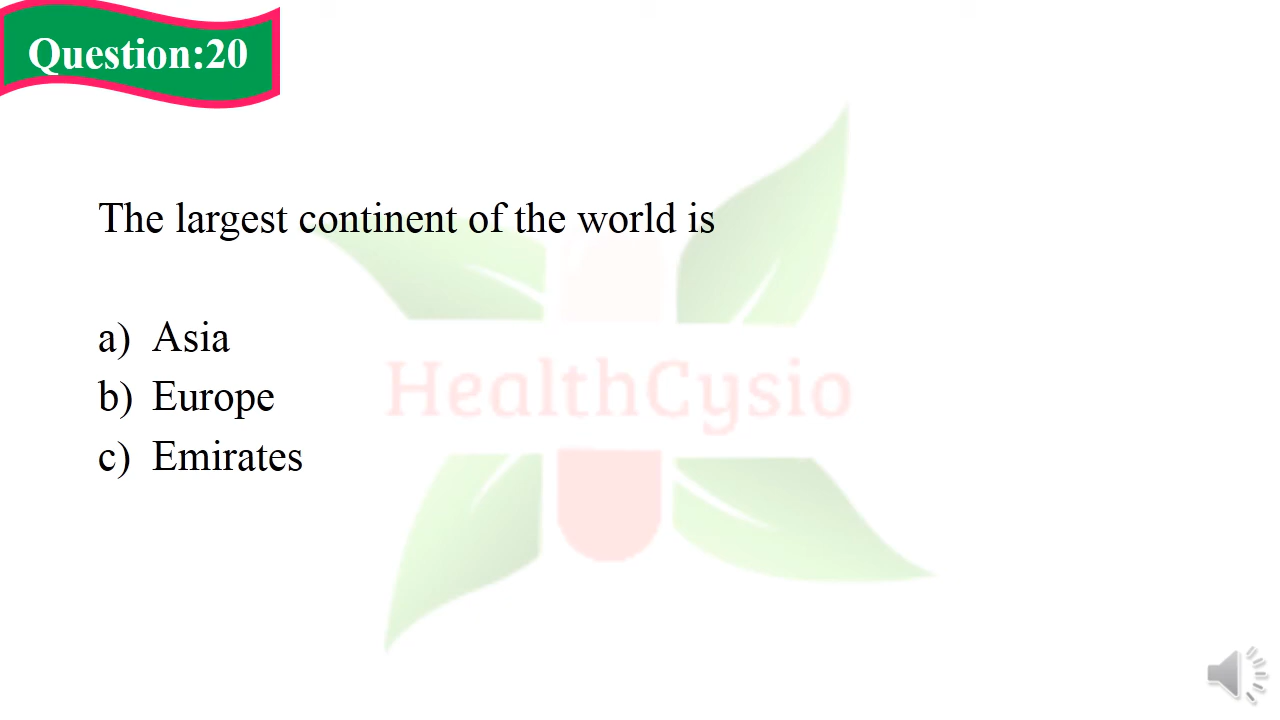 Question:20
The largest continent of the world is
a) Asia
b) Europe
HealthCysio
c) Emirates